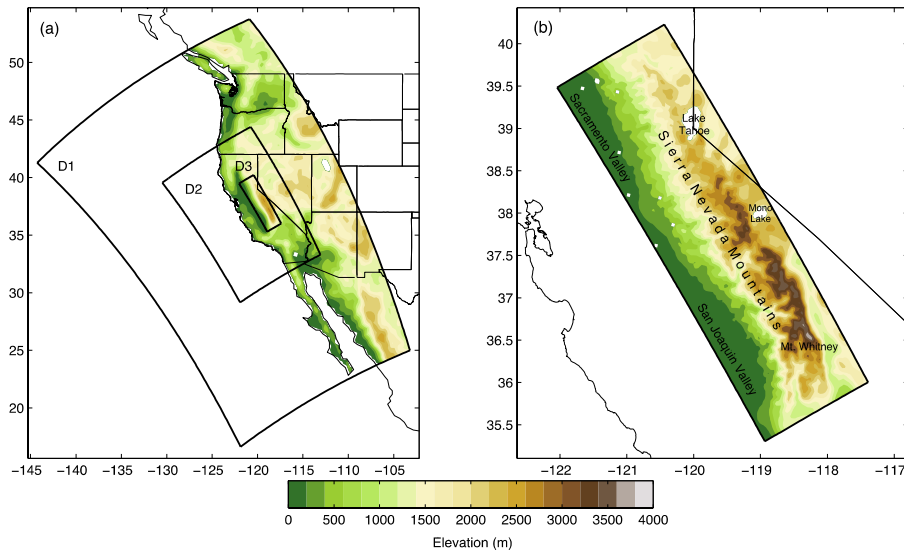 (a)
(b)
50
45
40
35
30
25
20
D1
D2
D3
−145
−140
−135
−130
−125
−120
−115
−110
−105
40
39.5
39
38.5
38
37.5
37
36.5
36
35.5
Sacramento Valley
Lake
Tahoe
Sierra Nevada Mountains
Mono
Lake
San Joaquin Valley
Mt. Whitney
−122
−121
−120
−119
−118
−117
0
500
1000
1500
2000
2500
3000
3500
4000
Elevation (m)